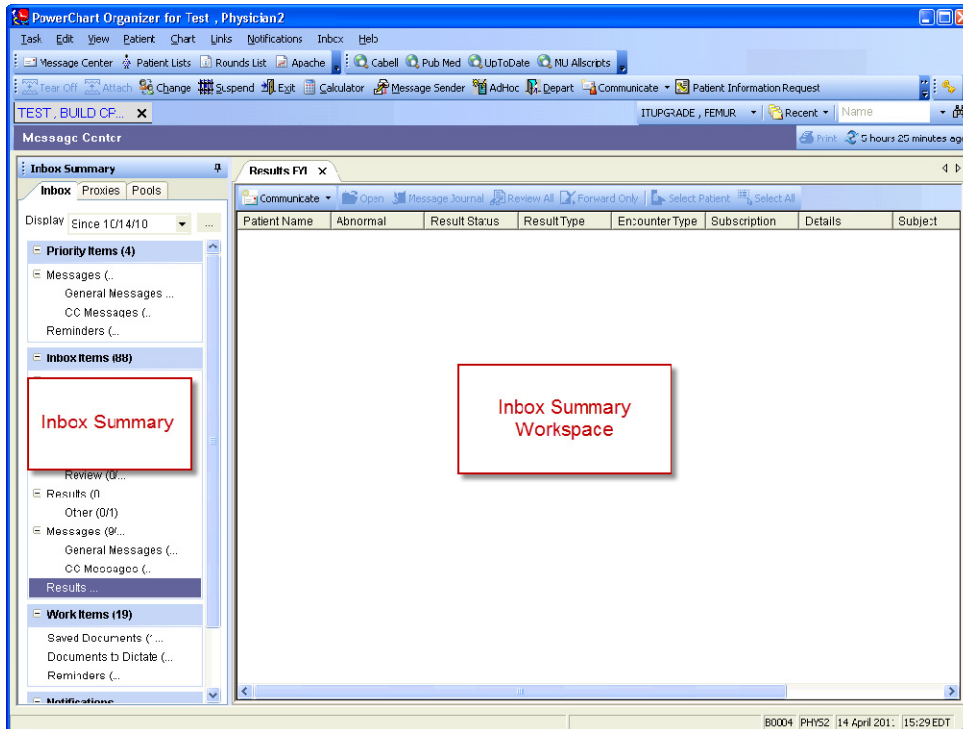 PowerChart Organizer for Test , Physician2
Task Edit View Patient Chart Links Notifications Inbox Help
Message Center Patient Lists Rounds List Apache Cabell Pub Med UpToDate MU Allscripts
Tear Off Attach Change Suspend Exit Calculator Message Sender AdHoc Depart Communicate Patient Information Request
TEST , BUILD CP... ITUPGRADE , FEMUR Recent Name
Message Center Print 5 hours 25 minutes ago
Inbox Summary
Results FYI
Inbox Proxies Pools
Communicate Open Message Journal Review All Forward Only Select Patient Select All
Display Since 10/14/10 ...
Patient Name Abnormal Result Status Result Type Encounter Type Subscription Details Subject
Priority Items (4)
Messages (..
General Messages ...
CC Messages (..
Reminders (...
Inbox Items (88)
Inbox Summary
Inbox Summary
Workspace
Review (0/...
Results (0
Other (0/1)
Messages (9/...
General Messages (...
CC Messages (..
Results ...
Work Items (19)
Saved Documents (1...
Documents to Dictate (...
Reminders (...
Notifications
B0004 PHYS2 14 April 2011 15:29 EDT